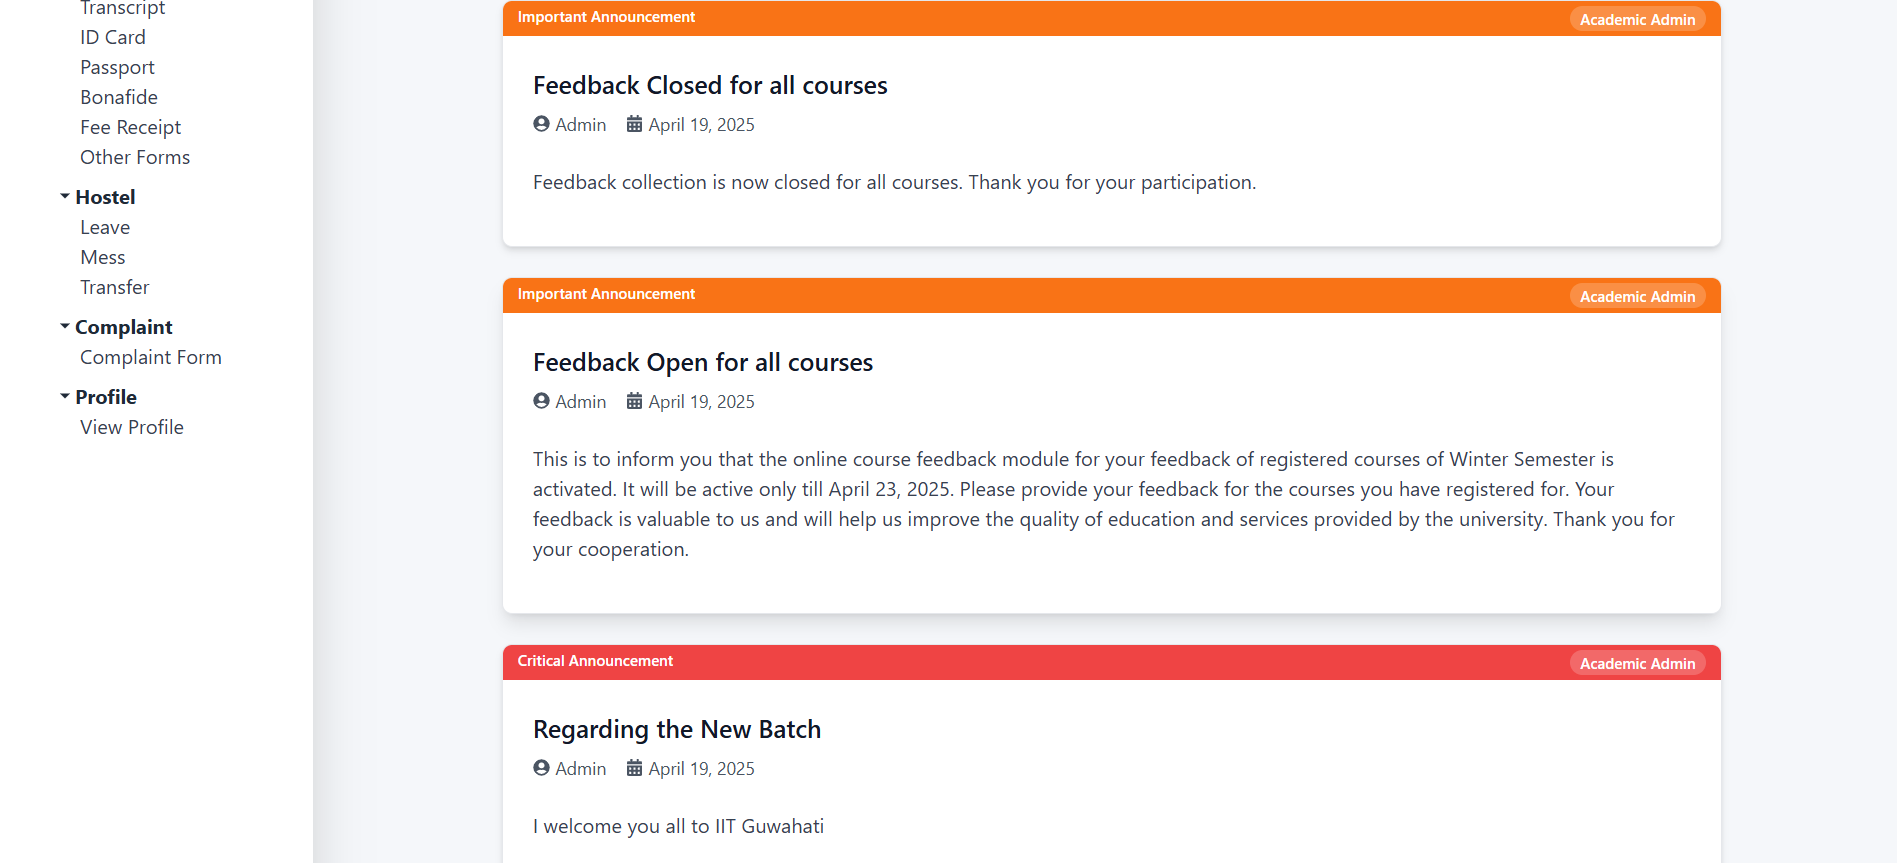 Transcript
ID Card
Passport
Bonafide
Fee Receipt
Other Forms
Hostel
Leave
Mess
Transfer
Complaint
Complaint Form
Profile
View Profile
Important Announcement
Academic Admin
Feedback Closed for all courses
Admin April 19, 2025
Feedback collection is now closed for all courses. Thank you for your participation.
Important Announcement
Academic Admin
Feedback Open for all courses
Admin April 19, 2025
This is to inform you that the online course feedback module for your feedback of registered courses of Winter Semester is
activated. It will be active only till April 23, 2025. Please provide your feedback for the courses you have registered for. Your
feedback is valuable to us and will help us improve the quality of education and services provided by the university. Thank you for
your cooperation.
Critical Announcement
Academic Admin
Regarding the New Batch
Admin April 19, 2025
I welcome you all to IIT Guwahati